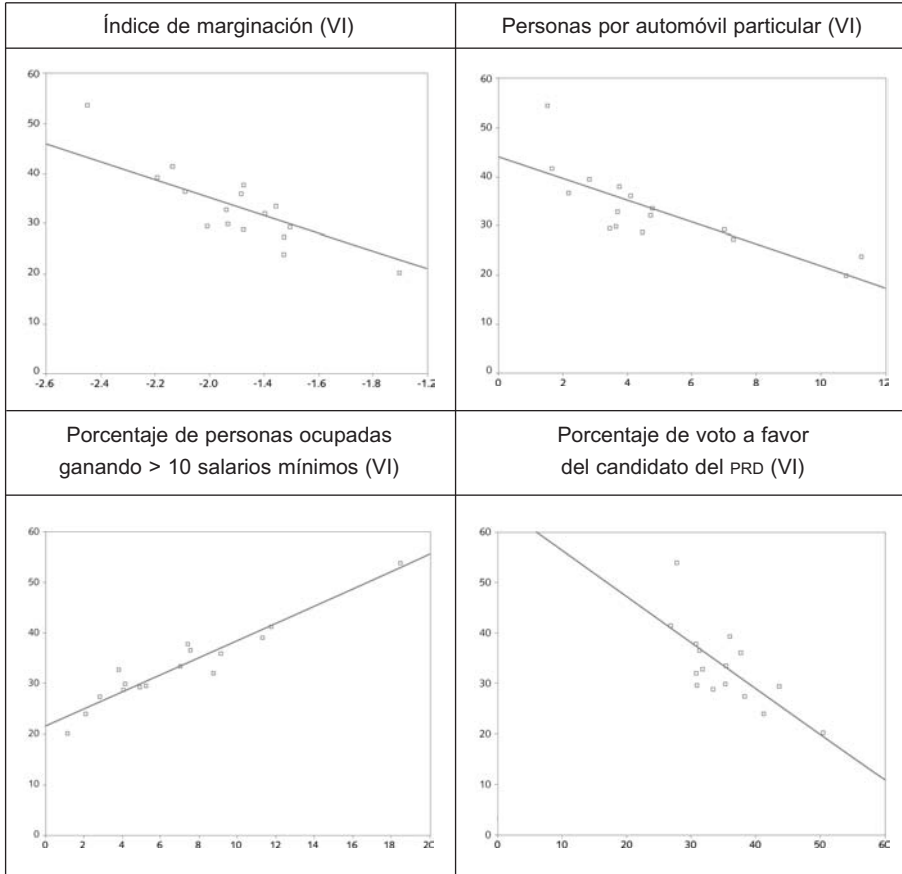 Índice de marginación (VI)
Personas por automóvil particular (VI)
60
50
40
30
20
10
0
-2.6 -2.4 -2.2 -2.0 -1.4 -1.6 -1.8 -1.2
60
50
40
30
20
10
0
0 2 4 6 8 10 12
Porcentaje de personas ocupadas
ganando > 10 salarios mínimos (VI)
Porcentaje de voto a favor
del candidato del PRD (VI)
60
50
40
30
20
10
0
0 2 4 6 8 10 12 14 16 18 20
60
50
40
30
20
10
0
0 10 20 30 40 50 60